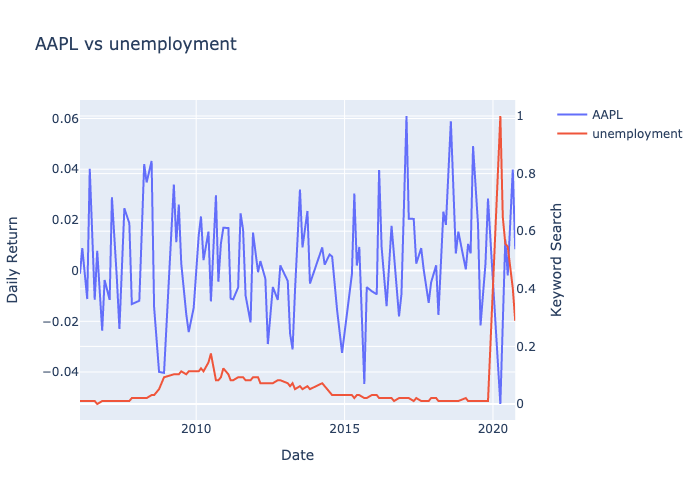 AAPL vs unemployment
0.06
0.04
0.02
0
−0.02
−0.04
Daily Return
1
0.8
0.6
0.4
0.2
0
Keyword Search
AAPL
unemployment
2010
2015
2020
Date